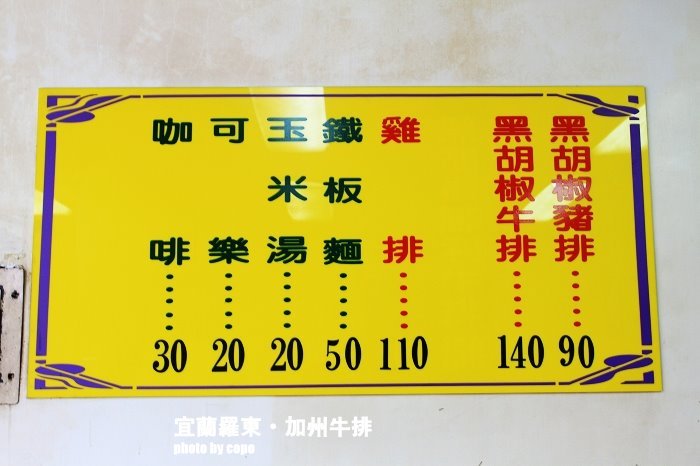 黑胡椒豬排 90
黑胡椒牛排 140
雞排 110
鐵板麵 50
玉米湯 20
可樂 20
咖啡 30
宜蘭羅東・加州牛排
photo by cope